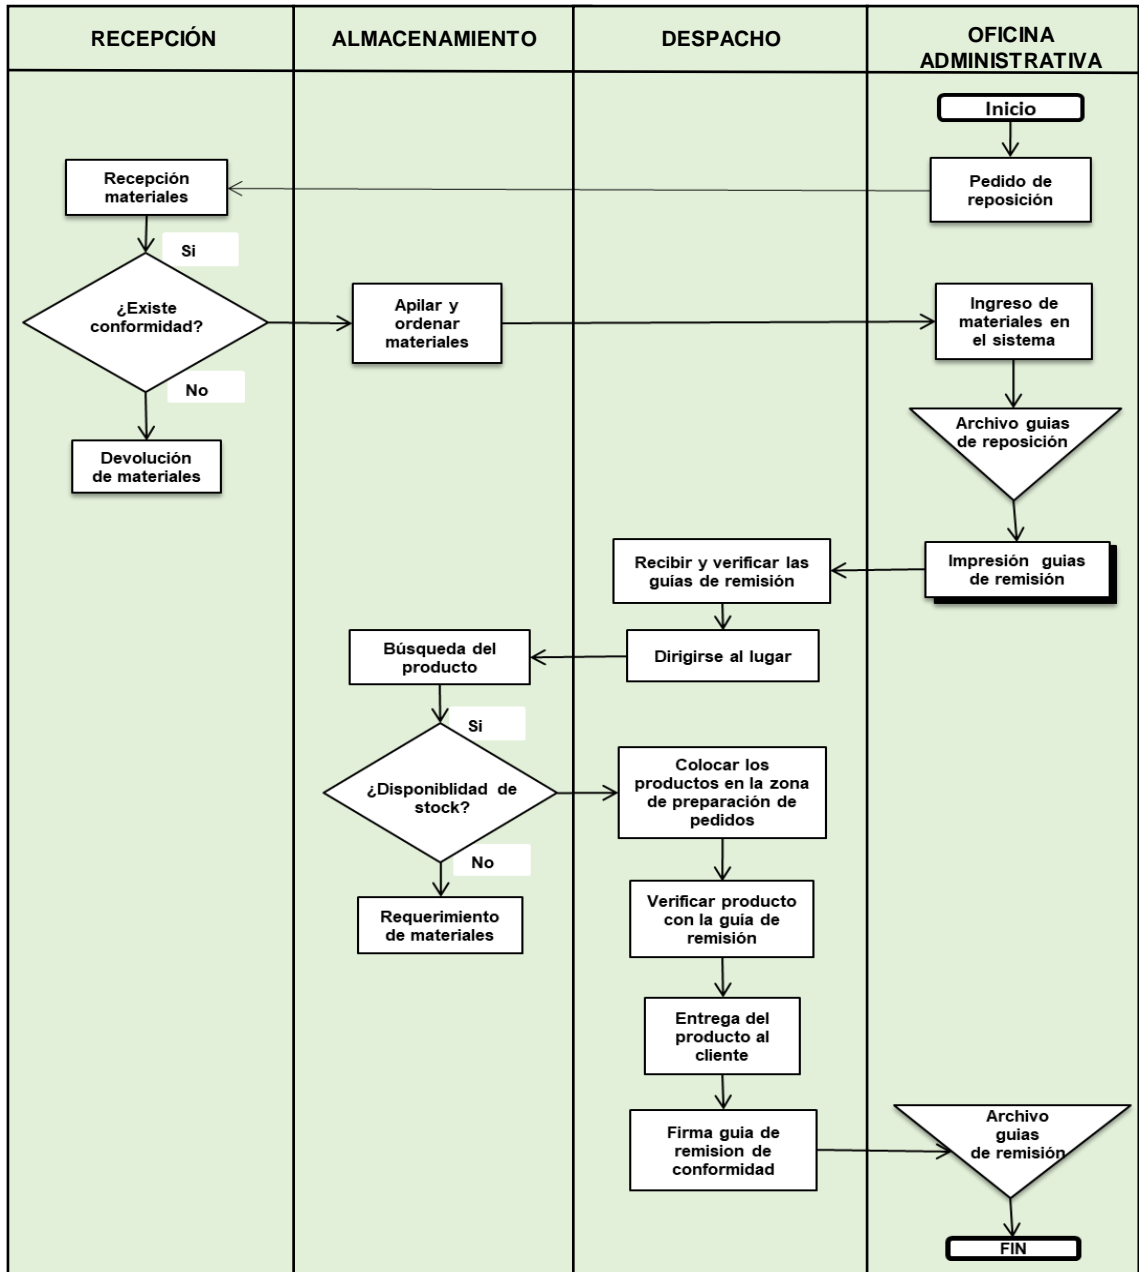 RECEPCIÓN
ALMACENAMIENTO
DESPACHO
OFICINA
ADMINISTRATIVA
Inicio
Recepción
materiales
Pedido de
reposición
Si
¿Existe
conformidad?
Apilar y
ordenar
materiales
Ingreso de
materiales en
el sistema
No
Devolución
de materiales
Archivo guias
de reposición
Recibir y verificar las
guías de remisión
Impresión guias
de remisión
Búsqueda del
producto
Dirigirse al lugar
Si
¿Disponiblidad de
stock?
Colocar los
productos en la zona
de preparación de
pedidos
No
Requerimiento
de materiales
Verificar producto
con la guía de
remisión
Entrega del
producto al
cliente
Firma guia de
remision de
conformidad
Archivo
guias
de remisión
FIN